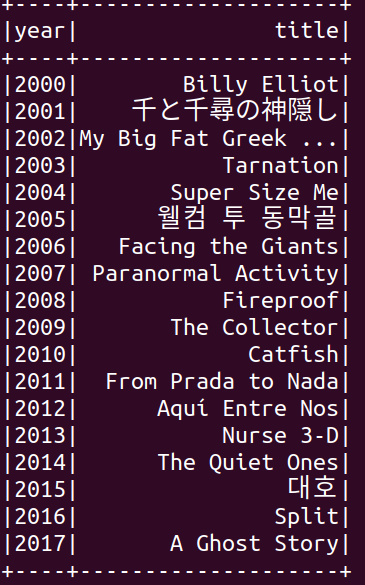 +----+--------------------+
|year|               title|
+----+--------------------+
|2000|        Billy Elliot|
|2001|    千と千尋の神隠し|
|2002|My Big Fat Greek ...|
|2003|           Tarnation|
|2004|       Super Size Me|
|2005|      웰컴 투 동막골|
|2006|   Facing the Giants|
|2007| Paranormal Activity|
|2008|           Fireproof|
|2009|       The Collector|
|2010|             Catfish|
|2011|  From Prada to Nada|
|2012|      Aquí Entre Nos|
|2013|           Nurse 3-D|
|2014|      The Quiet Ones|
|2015|                대호|
|2016|               Split|
|2017|       A Ghost Story|
+----+--------------------+